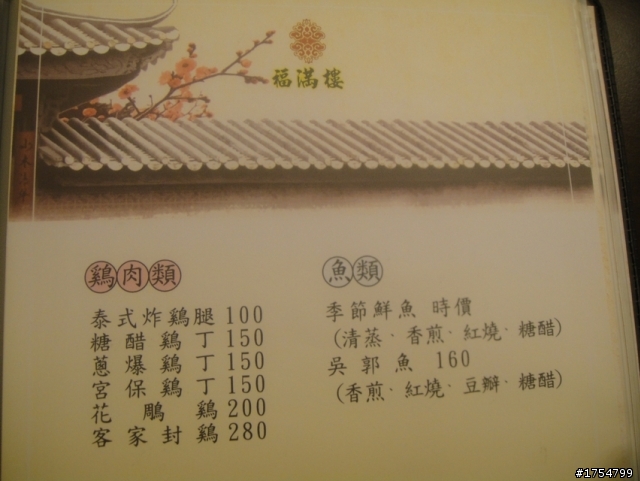 福滿樓
鷄肉類
泰式炸鷄腿 100
糖醋鷄丁 150
蔥爆鷄丁 150
宮保鷄丁 150
花鵰鷄 200
客家封鷄 280
魚類
季節鮮魚 時價
(清蒸·香煎·紅燒·糖醋)
吳郭魚 160
(香煎·紅燒·豆瓣·糖醋)
#1754799